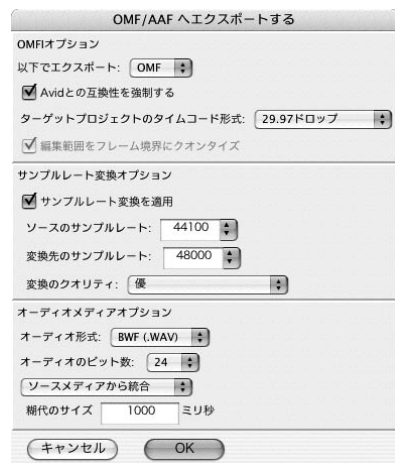 OMF/AAF へエクスポートする
OMFIオプション
以下でエクスポート: OMF
Avidとの互換性を強制する
ターゲットプロジェクトのタイムコード形式: 29.97ドロップ
編集範囲をフレーム境界にクオンタイズ
サンプルレート変換オプション
サンプルレート変換を適用
ソースのサンプルレート: 44100
変換先のサンプルレート: 48000
変換のクオリティ: 優
オーディオメディアオプション
オーディオ形式: BWF (.WAV)
オーディオのビット数: 24
ソースメディアから統合
糊代のサイズ 1000 ミリ秒
キャンセル OK